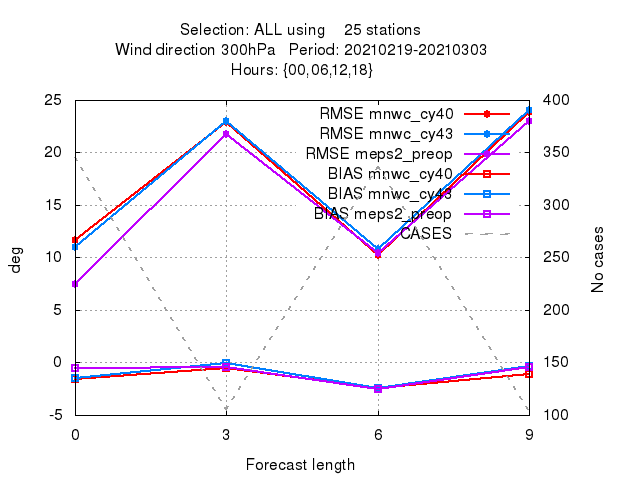 Selection: ALL using    25 stations
Wind direction 300hPa   Period: 20210219-20210303
Hours: {00,06,12,18}
25
20
15
10
5
0
-5
deg
400
350
300
250
200
150
100
No cases
RMSE mnwc_cy40
RMSE mnwc_cy43
RMSE meps2_preop
BIAS mnwc_cy40
BIAS mnwc_cy43
BIAS meps2_preop
CASES
0 3 6 9
Forecast length